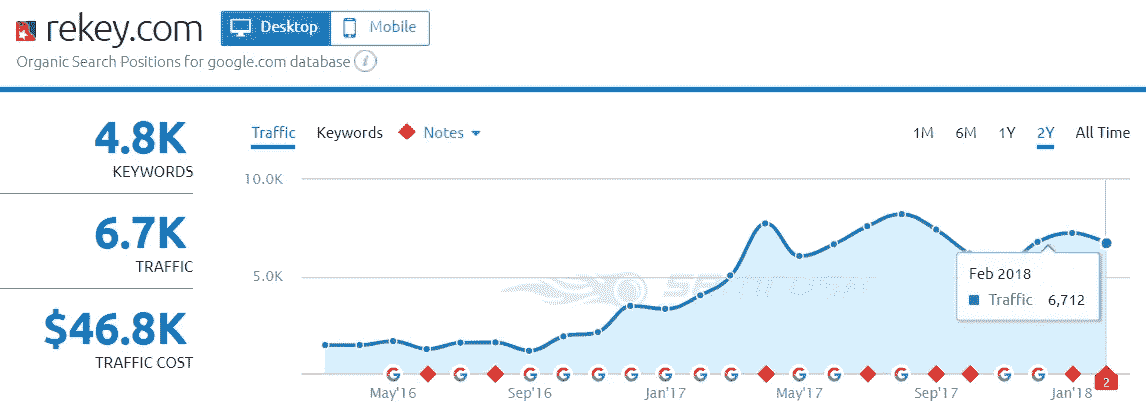 rekey.com Desktop Mobile
Organic Search Positions for google.com database i
4.8K
KEYWORDS
6.7K
TRAFFIC
$46.8K
TRAFFIC COST
Traffic Keywords Notes 1M 6M 1Y 2Y All Time
10.0K
5.0K
Feb 2018
Traffic 6,712
G G G G G G G G G G G G G G 2
May'16 Sep'16 Jan'17 May'17 Sep'17 Jan'18